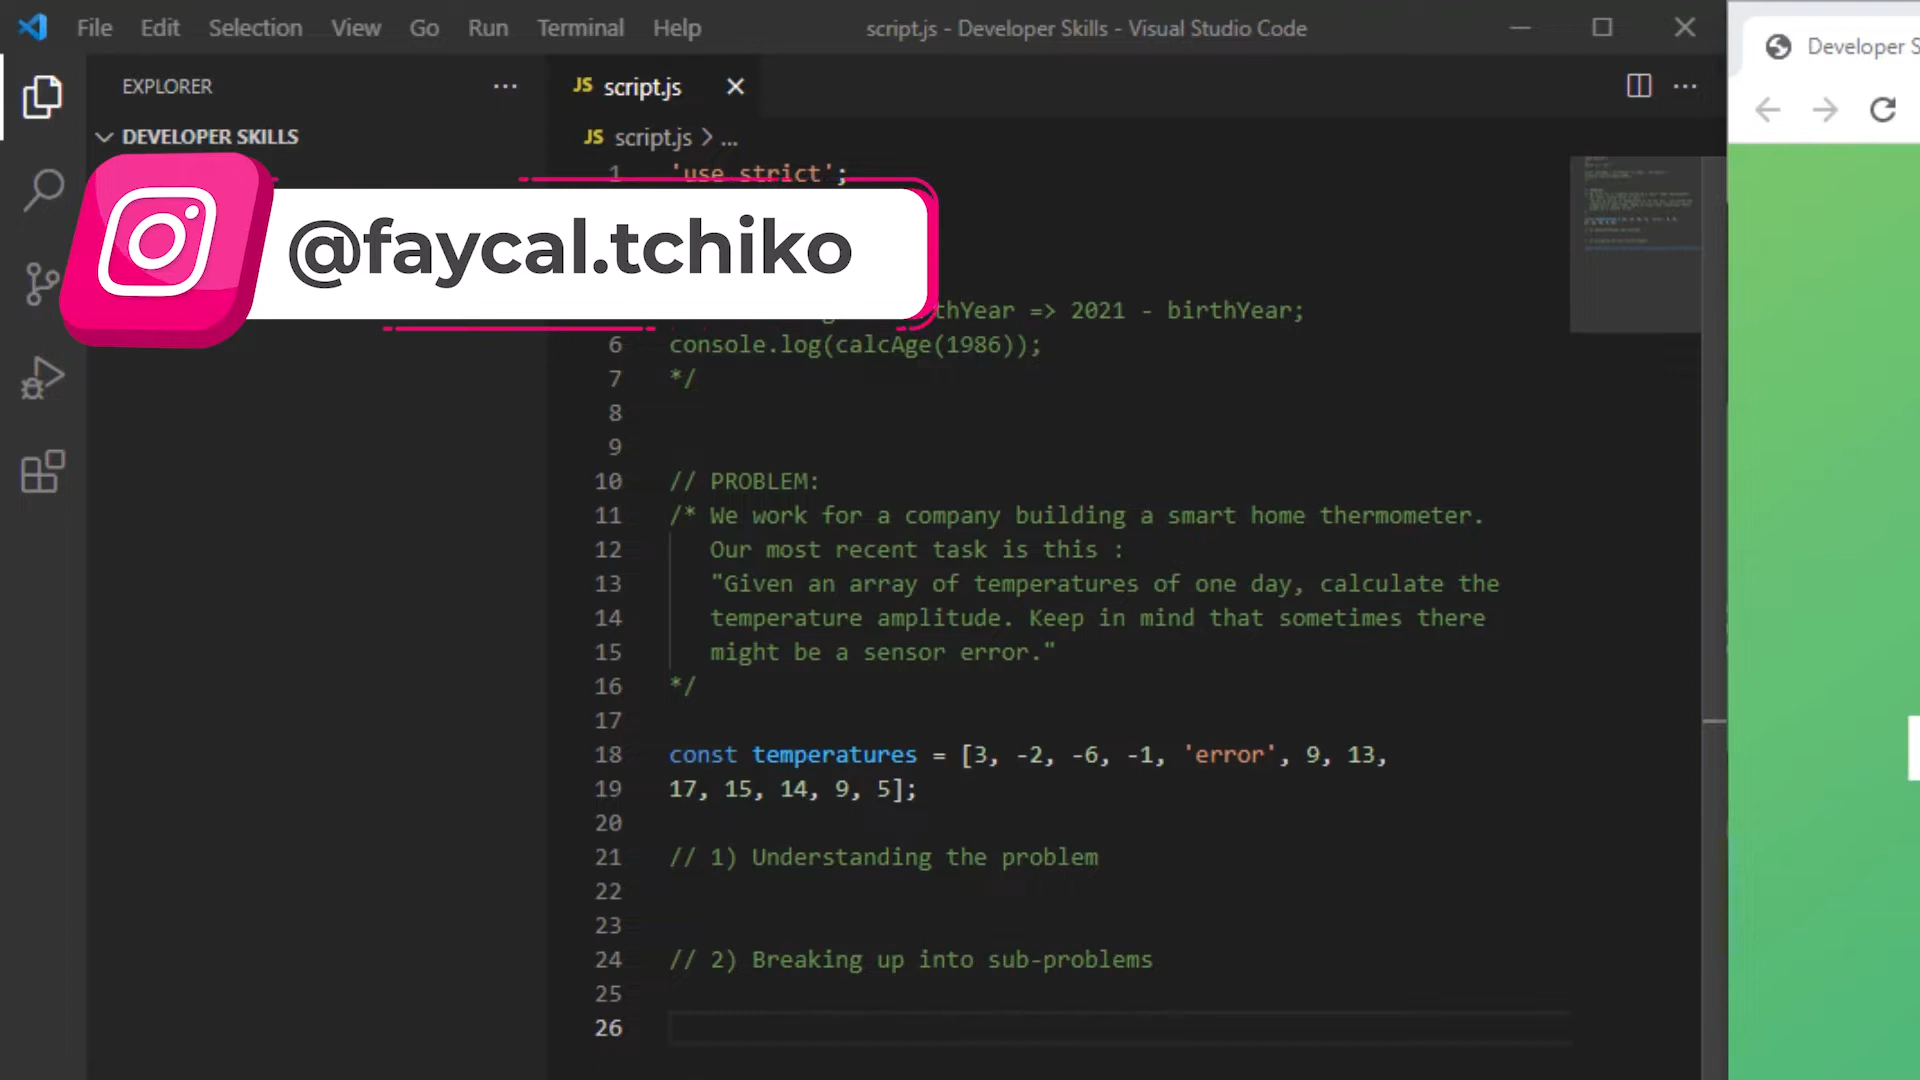 File Edit Selection View Go Run Terminal Help
script.js - Developer Skills - Visual Studio Code
Developer S
EXPLORER
JS script.js
DEVELOPER SKILLS
JS script.js > ...
@faycal.tchiko
1 'use strict';
thYear => 2021 - birthYear;
6 console.log(calcAge(1986));
7 */
8
9
10 // PROBLEM:
11 /* We work for a company building a smart home thermometer.
12 Our most recent task is this :
13 "Given an array of temperatures of one day, calculate the
14 temperature amplitude. Keep in mind that sometimes there
15 might be a sensor error."
16 */
17
18 const temperatures = [3, -2, -6, -1, 'error', 9, 13,
19 17, 15, 14, 9, 5];
20
21 // 1) Understanding the problem
22
23
24 // 2) Breaking up into sub-problems
25
26